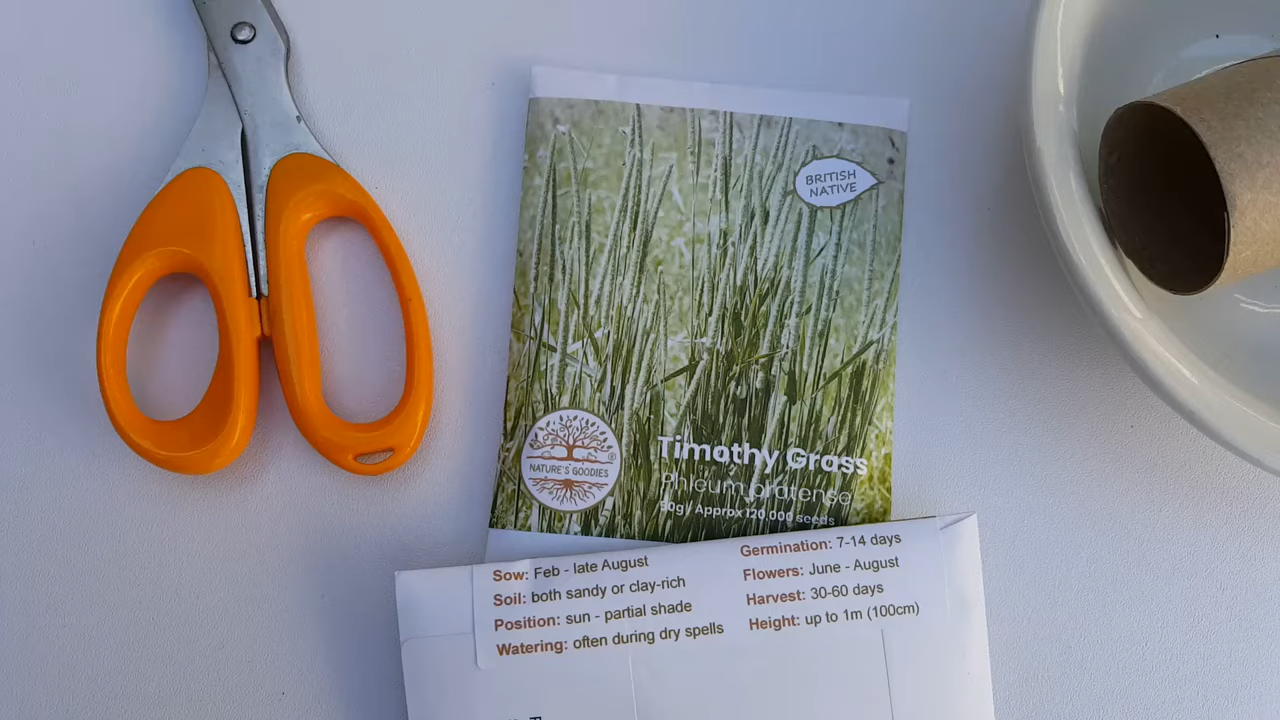 BRITISH
NATIVE
NATURE'S GOODIES
®
Timothy Grass
Phleum pratense
50g / Approx 120,000 seeds
Sow: Feb - late August
Soil: both sandy or clay-rich
Position: sun - partial shade
Watering: often during dry spells
Germination: 7-14 days
Flowers: June - August
Harvest: 30-60 days
Height: up to 1m (100cm)